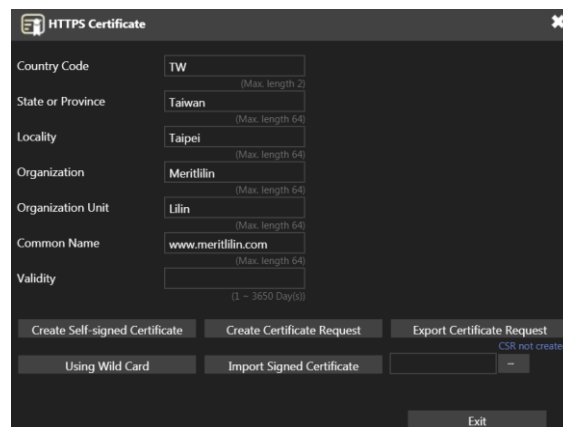 HTTPS Certificate
Country Code TW
(Max. length 2)
State or Province Taiwan
(Max. length 64)
Locality Taipei
(Max. length 64)
Organization Meritlilin
(Max. length 64)
Organization Unit Lilin
(Max. length 64)
Common Name www.meritlilin.com
(Max. length 64)
Validity
(1 ~ 3650 Day(s))
Create Self-signed Certificate Create Certificate Request Export Certificate Request
CSR not create
Using Wild Card Import Signed Certificate ...
Exit